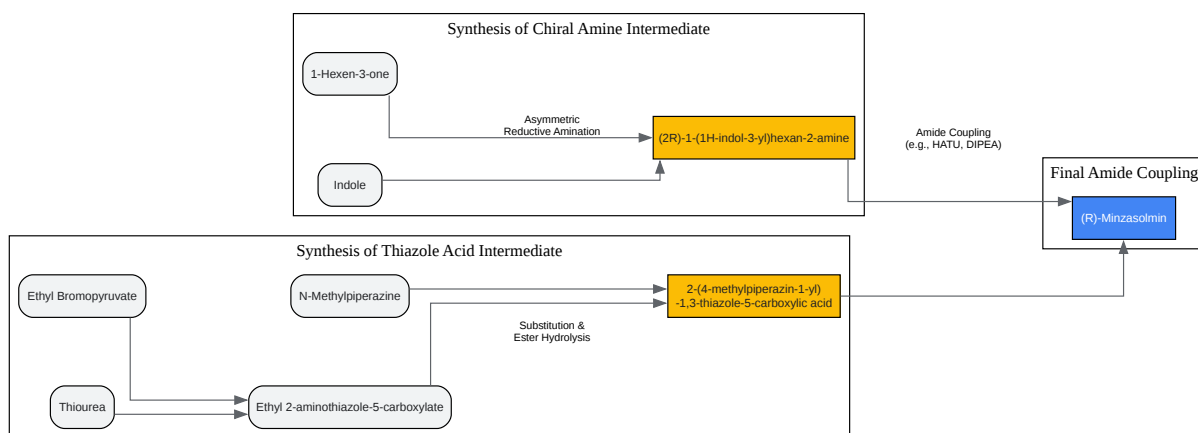 Synthesis of Chiral Amine Intermediate
1-Hexen-3-one
Asymmetric
Reductive Amination
(2R)-1-(1H-indol-3-yl)hexan-2-amine
Indole
Amide Coupling
(e.g., HATU, DIPEA)
Final Amide Coupling
(R)-Minzasolmin
Synthesis of Thiazole Acid Intermediate
Ethyl Bromopyruvate
N-Methylpiperazine
2-(4-methylpiperazin-1-yl)
-1,3-thiazole-5-carboxylic acid
Substitution &
Ester Hydrolysis
Thiourea
Ethyl 2-aminothiazole-5-carboxylate